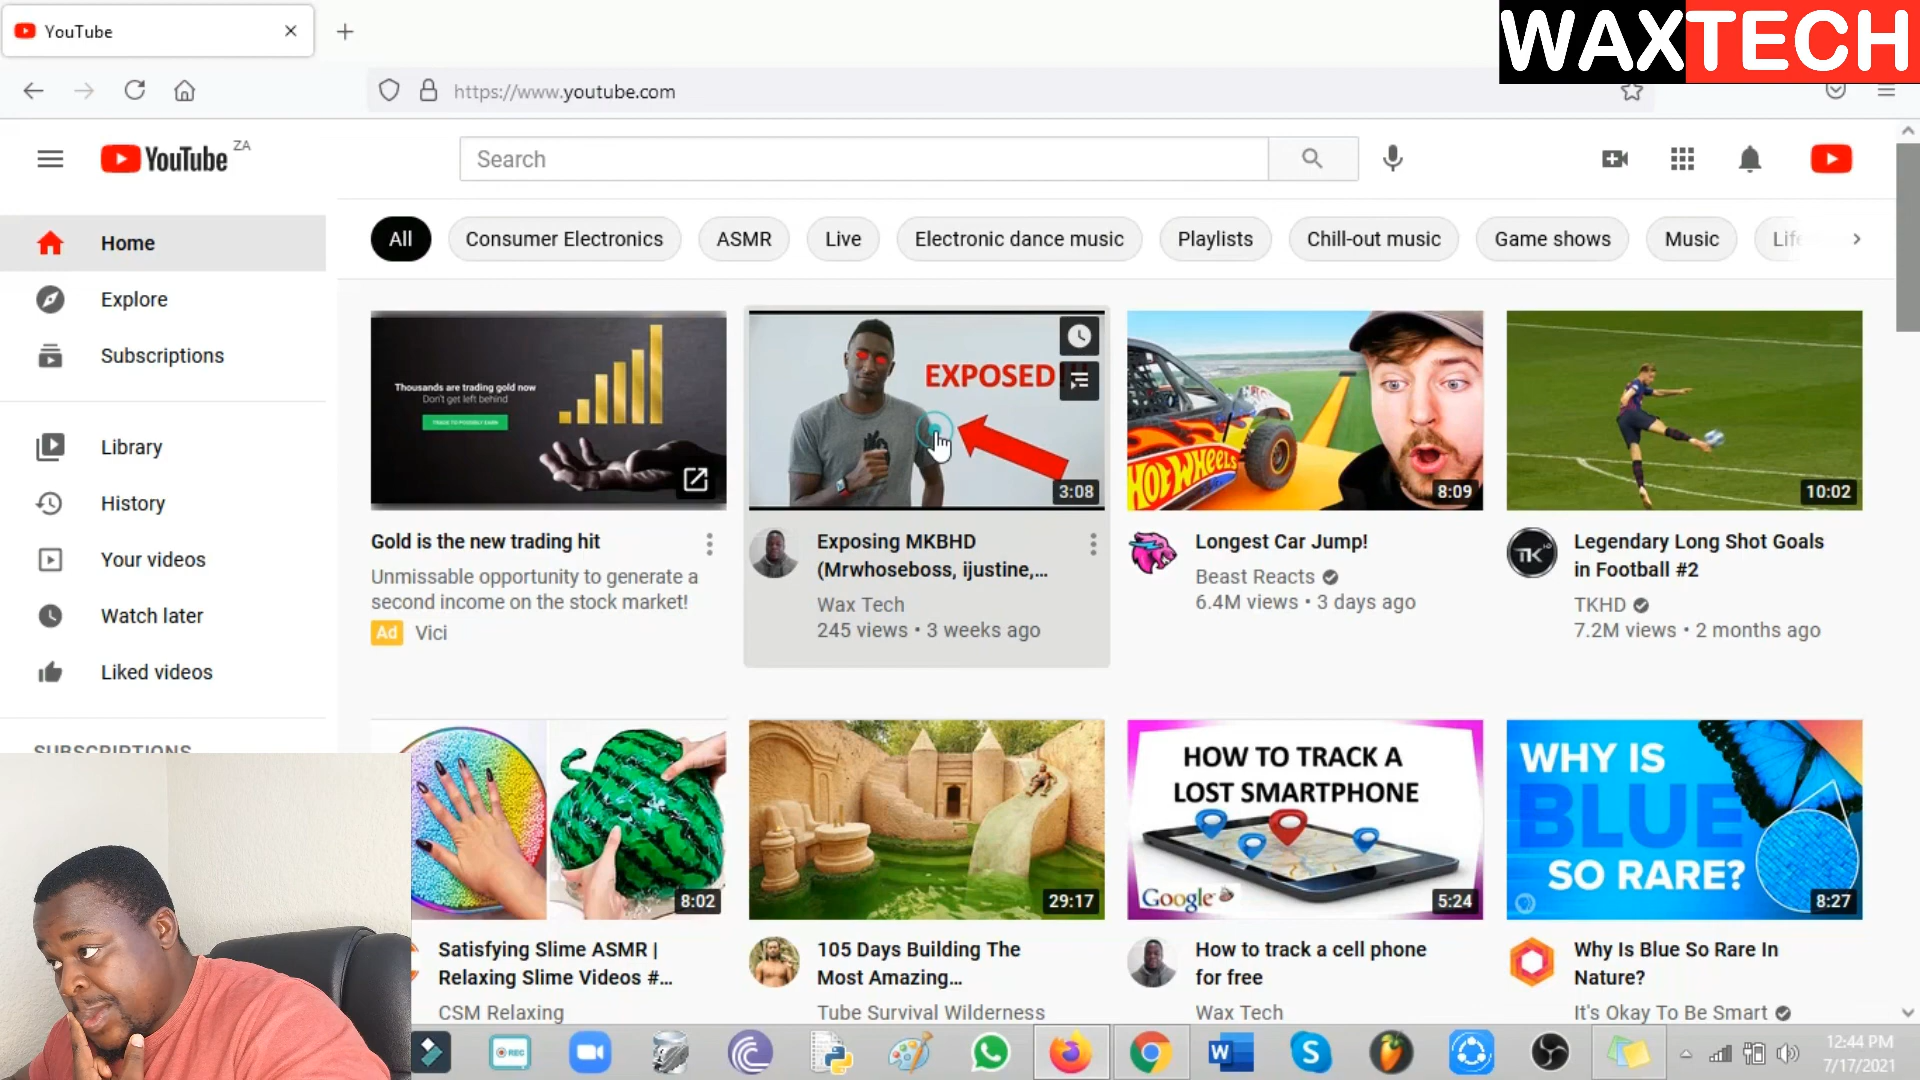 YouTube
WAXTECH
https://www.youtube.com
YouTube ZA
Search
Home
Explore
Subscriptions
Library
History
Your videos
Watch later
Liked videos
SUBSCRIPTIONS
All
Consumer Electronics
ASMR
Live
Electronic dance music
Playlists
Chill-out music
Game shows
Music
Thousands are trading gold now
Don't get left behind
Gold is the new trading hit
Unmissable opportunity to generate a
second income on the stock market!
Ad Vici
EXPOSED
3:08
Exposing MKBHD
(Mrwhoseboss, ijustine,...
Wax Tech
245 views • 3 weeks ago
HOT WHEELS
8:09
Longest Car Jump!
Beast Reacts
6.4M views • 3 days ago
10:02
TK
Legendary Long Shot Goals
in Football #2
TKHD
7.2M views • 2 months ago
8:02
Satisfying Slime ASMR |
Relaxing Slime Videos #...
CSM Relaxing
29:17
105 Days Building The
Most Amazing...
Tube Survival Wilderness
HOW TO TRACK A
LOST SMARTPHONE
Google
5:24
How to track a cell phone
for free
Wax Tech
WHY IS
BLUE
SO RARE?
8:27
Why Is Blue So Rare In
Nature?
It's Okay To Be Smart
REC
W
S
12:44 PM
7/17/2021